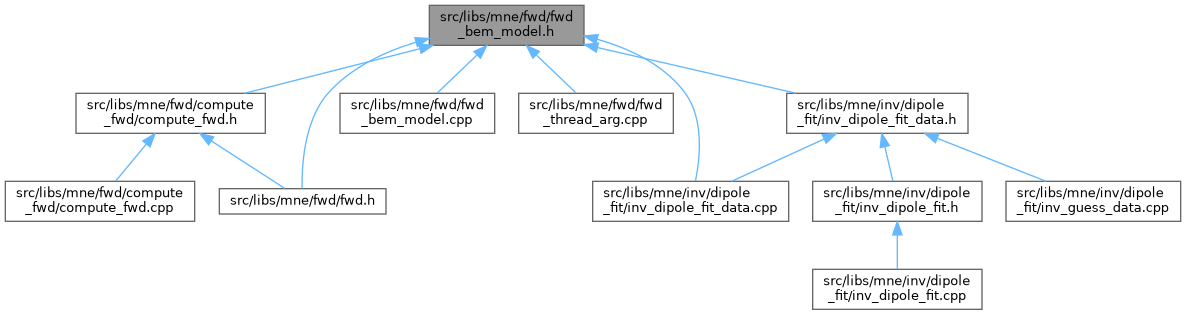 src/libs/mne/fwd/fwd
_bem_model.h
src/libs/mne/fwd/compute
_fwd/compute_fwd.h
src/libs/mne/fwd/fwd
_bem_model.cpp
src/libs/mne/fwd/fwd
_thread_arg.cpp
src/libs/mne/inv/dipole
_fit/inv_dipole_fit_data.h
src/libs/mne/fwd/compute
_fwd/compute_fwd.cpp
src/libs/mne/fwd/fwd.h
src/libs/mne/inv/dipole
_fit/inv_dipole_fit_data.cpp
src/libs/mne/inv/dipole
_fit/inv_dipole_fit.h
src/libs/mne/inv/dipole
_fit/inv_guess_data.cpp
src/libs/mne/inv/dipole
_fit/inv_dipole_fit.cpp